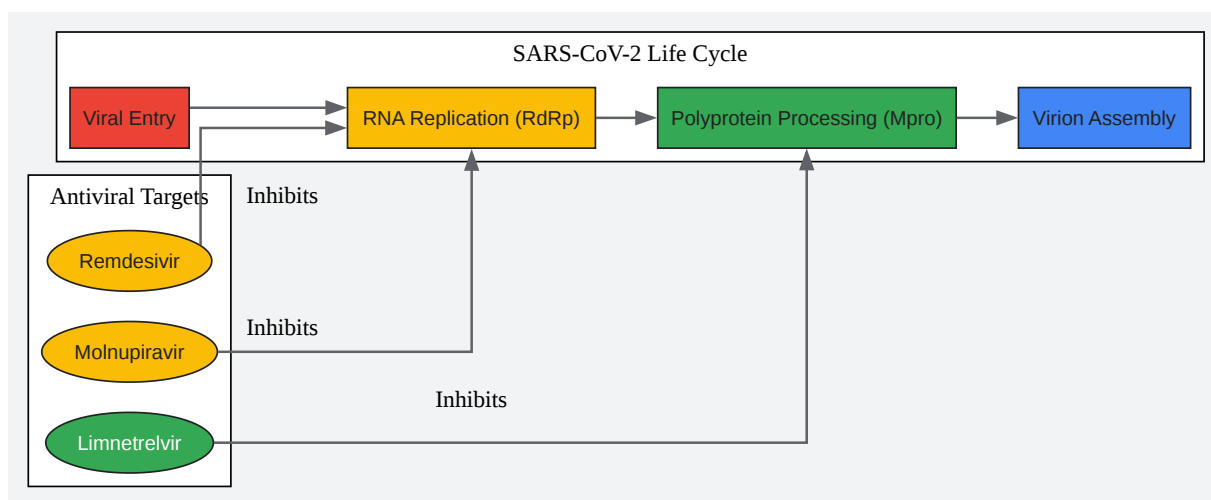 SARS-CoV-2 Life Cycle
Viral Entry
RNA Replication (RdRp)
Polyprotein Processing (Mpro)
Virion Assembly
Antiviral Targets
Inhibits
Remdesivir
Inhibits
Molnupiravir
Inhibits
Limnetrelvir